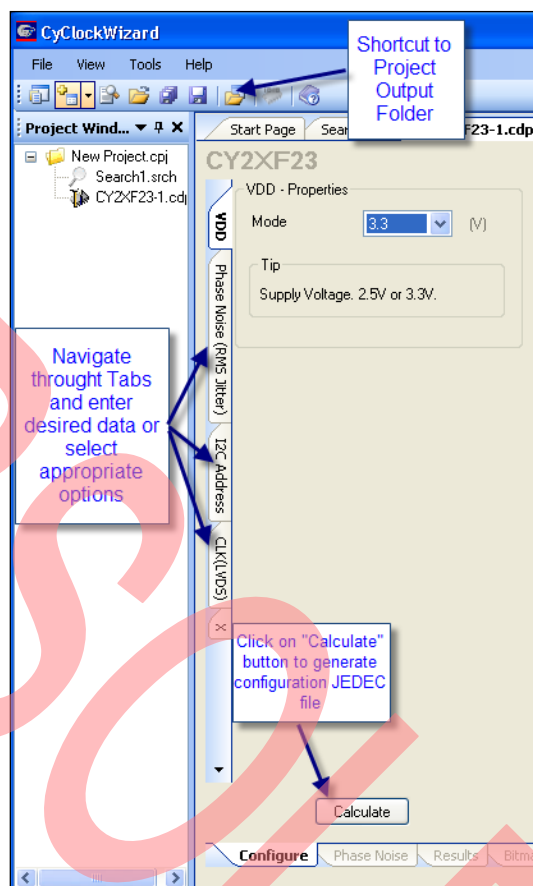 CyClockWizard
File View Tools Help
Shortcut to
Project
Output
Folder
Project Wind...
New Project.cpj
Search1.srch
CY2XF23-1.cd
Start Page
Sear
F23-1.cdp
CY2XF23
VDD
Phase Noise (RMS Jitter)
I2C Address
CLK(LVDS)
VDD - Properties
Mode 3.3 (V)
Tip
Supply Voltage. 2.5V or 3.3V.
Navigate
throught Tabs
and enter
desired data or
select
appropriate
options
Click on "Calculate"
button to generate
configuration JEDEC
file
Calculate
Configure Phase Noise Results Bitm